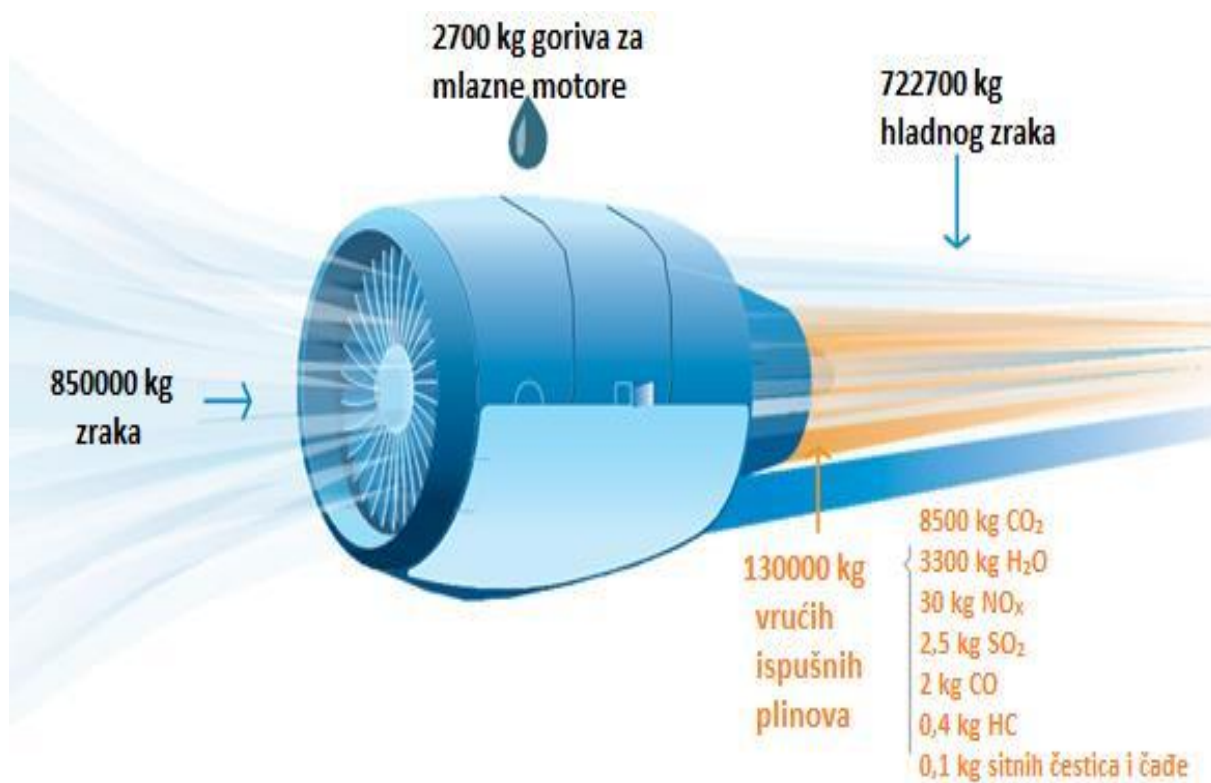 2700 kg goriva za
mlazne motore
722700 kg
hladnog zraka
850000 kg
zraka
130000 kg
vrućih
ispušnih
plinova
8500 kg CO₂
3300 kg H₂O
30 kg NOₓ
2,5 kg SO₂
2 kg CO
0,4 kg HC
0,1 kg sitnih čestica i čađe